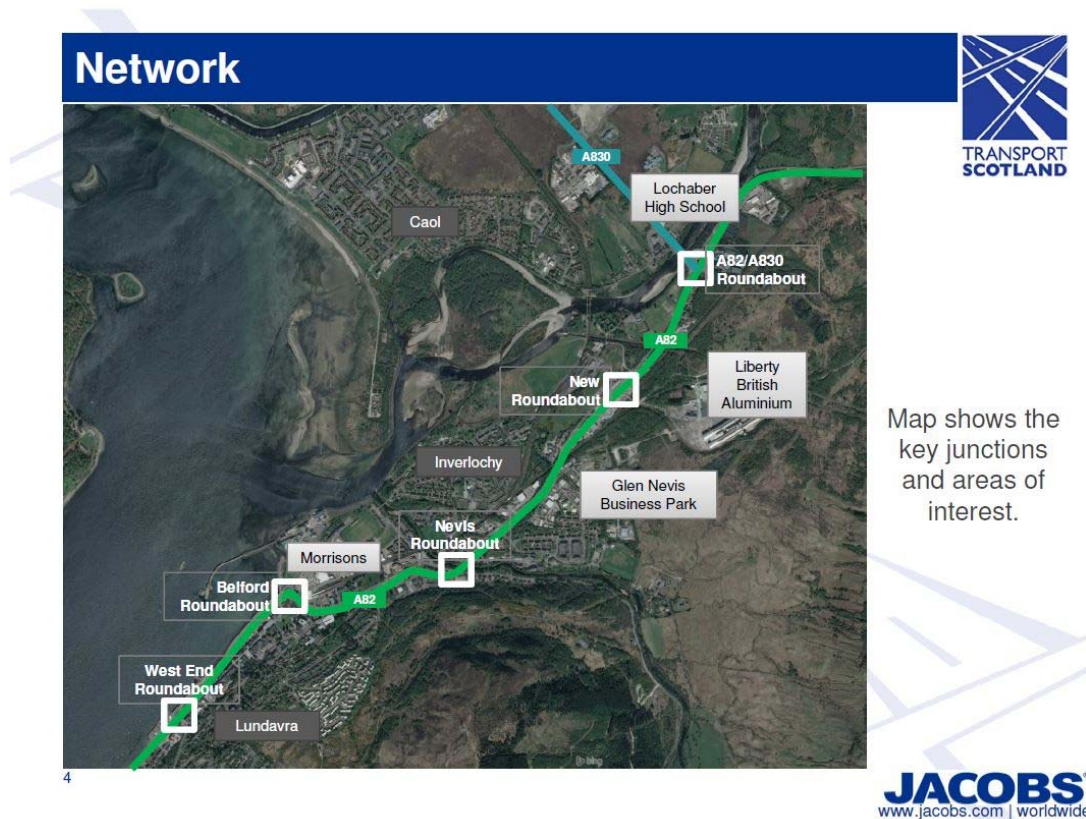 Network
TRANSPORT
SCOTLAND
A830
Lochaber
High School
Caol
A82/A830
Roundabout
A82
Liberty
British
Aluminium
New
Roundabout
Map shows the
key junctions
and areas of
interest.
Inverlochy
Glen Nevis
Business Park
Nevis
Roundabout
Morrisons
Belford
Roundabout
A82
West End
Roundabout
Lundavra
bing
4
JACOBS®
www.jacobs.com | worldwide